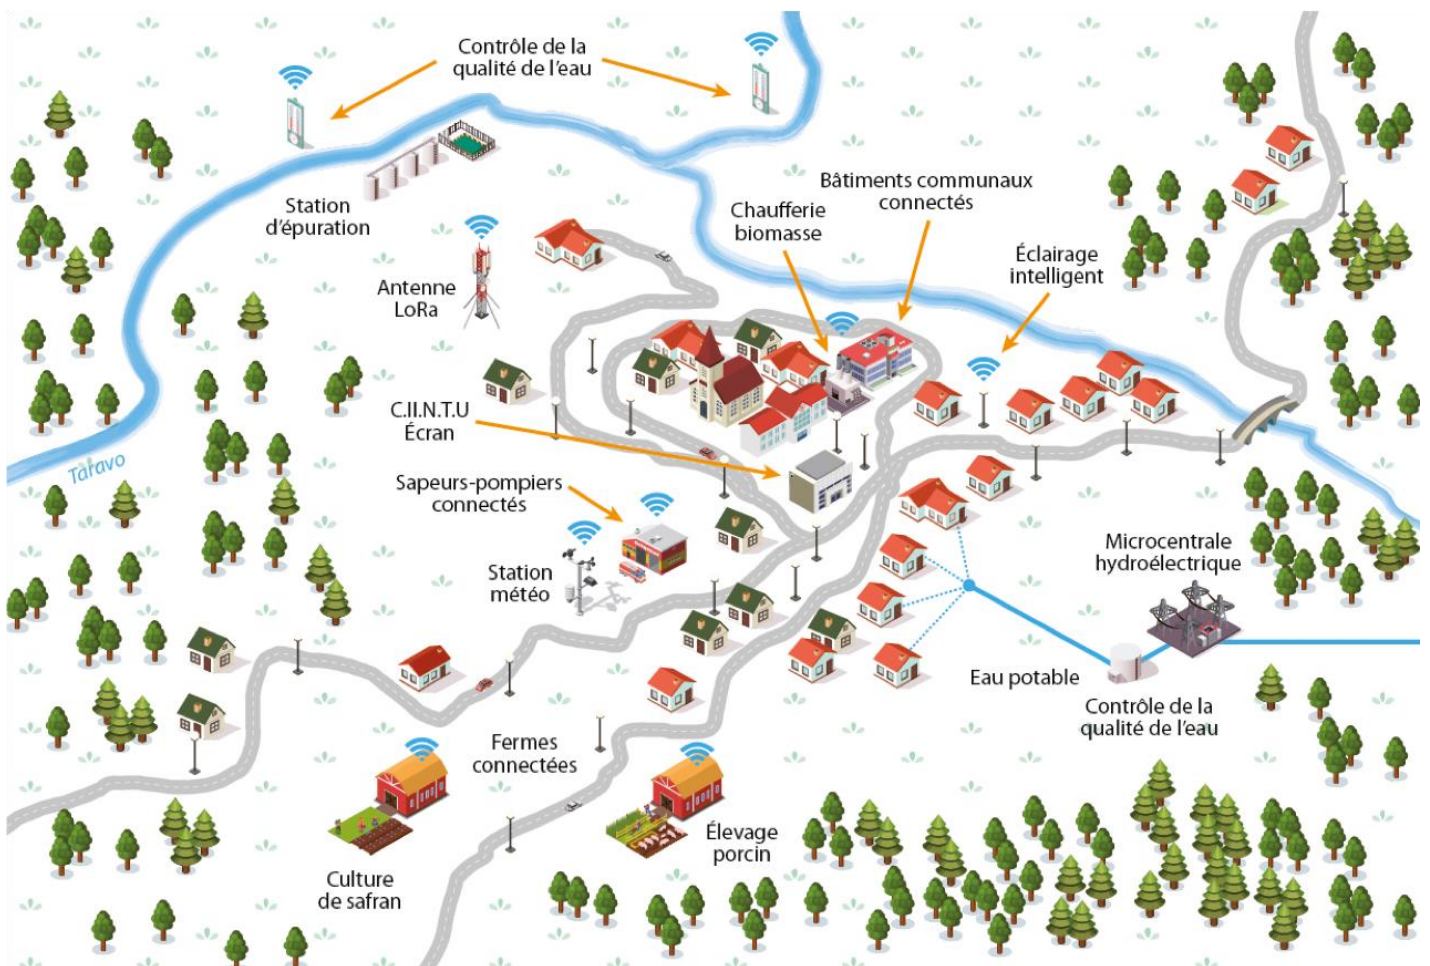 Contrôle de la
qualité de l'eau
Station
d'épuration
Bâtiments communaux
connectés
Chaufferie
biomasse
Éclairage
intelligent
Antenne
LoRa
C.II.N.T.U
Écran
Taravo
Sapeurs-pompiers
connectés
Station
météo
Microcentrale
hydroélectrique
Eau potable
Contrôle de la
qualité de l'eau
Fermes
connectées
Élevage
porcin
Culture
de safran